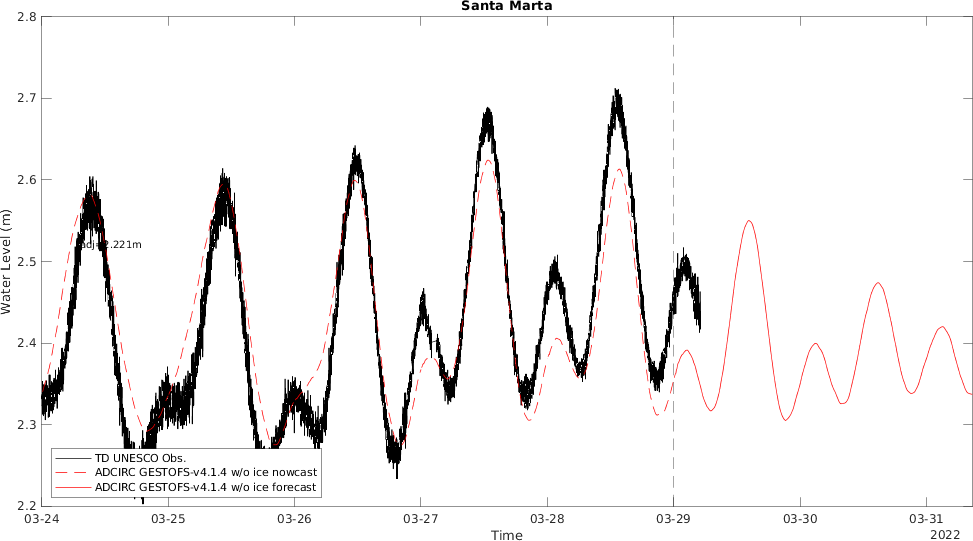 Santa Marta
2.8
2.7
2.6
2.5
2.4
2.3
2.2
Water Level (m)
2.221m
TD UNESCO Obs.
ADCIRC GESTOFS-v4.1.4 w/o ice nowcast
ADCIRC GESTOFS-v4.1.4 w/o ice forecast
03-24 03-25 03-26 03-27 03-28 03-29 03-30 03-31
Time
2022